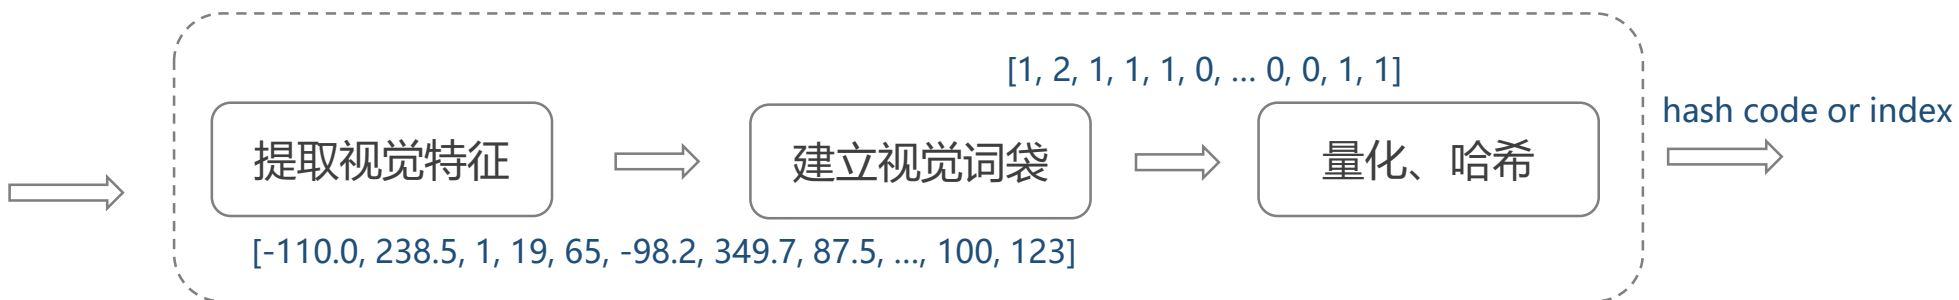 [1, 2, 1, 1, 1, 0, ... 0, 0, 1, 1]
hash code or index
提取视觉特征
建立视觉词袋
量化、哈希
[-110.0, 238.5, 1, 19, 65, -98.2, 349.7, 87.5, ..., 100, 123]